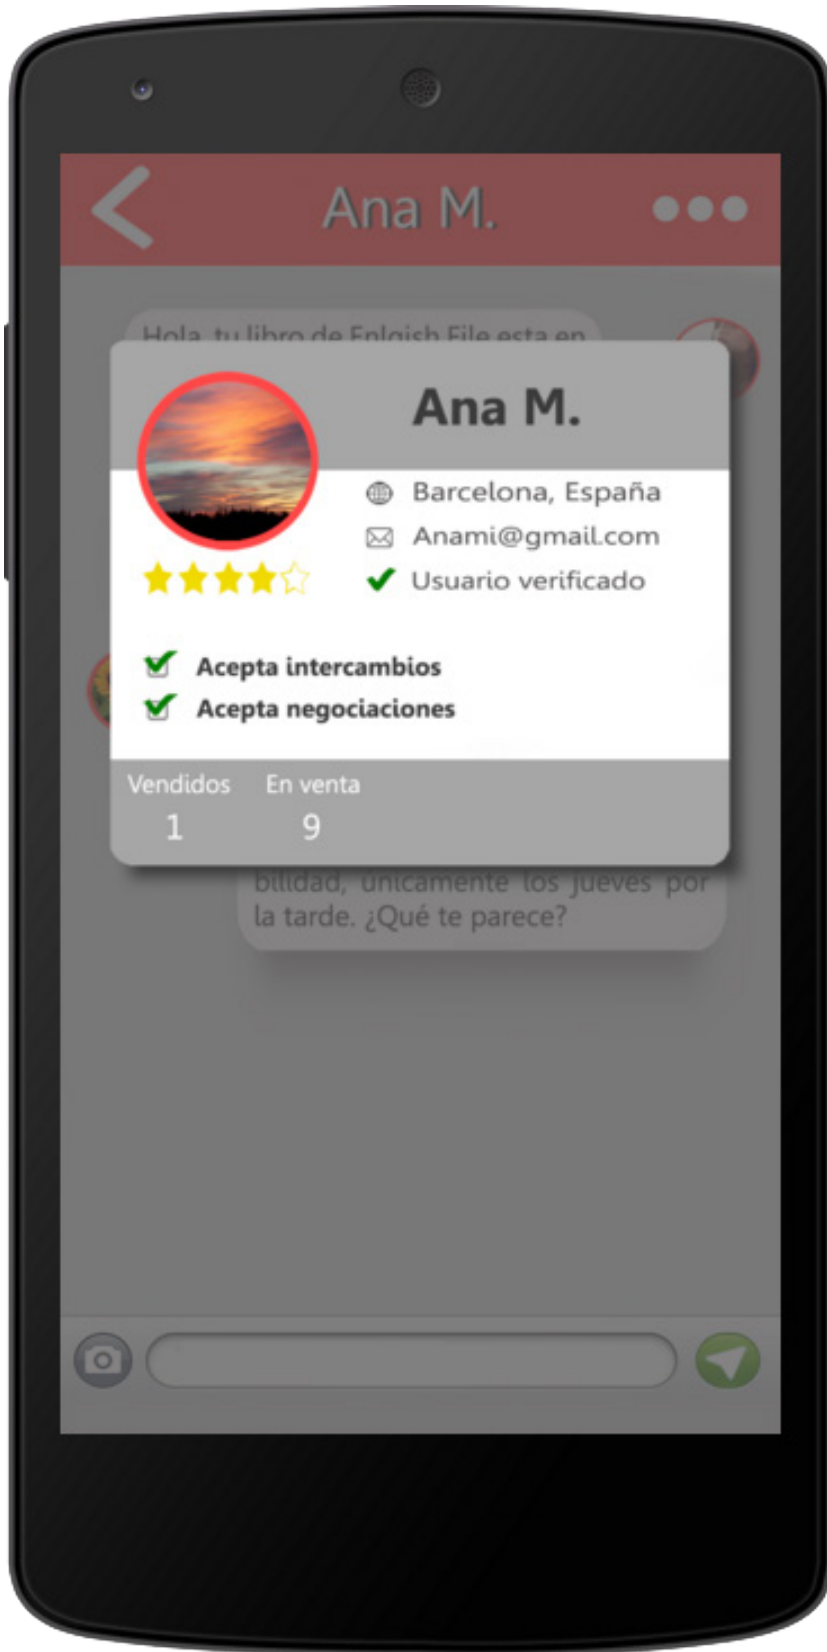 Ana M.
Hola, tu libro de Enlgish File esta en
Ana M.
Barcelona, España
Anami@gmail.com
Usuario verificado
Acepta intercambios
Acepta negociaciones
Vendidos En venta
1 9
bilidad, únicamente los jueves por
la tarde. ¿Qué te parece?